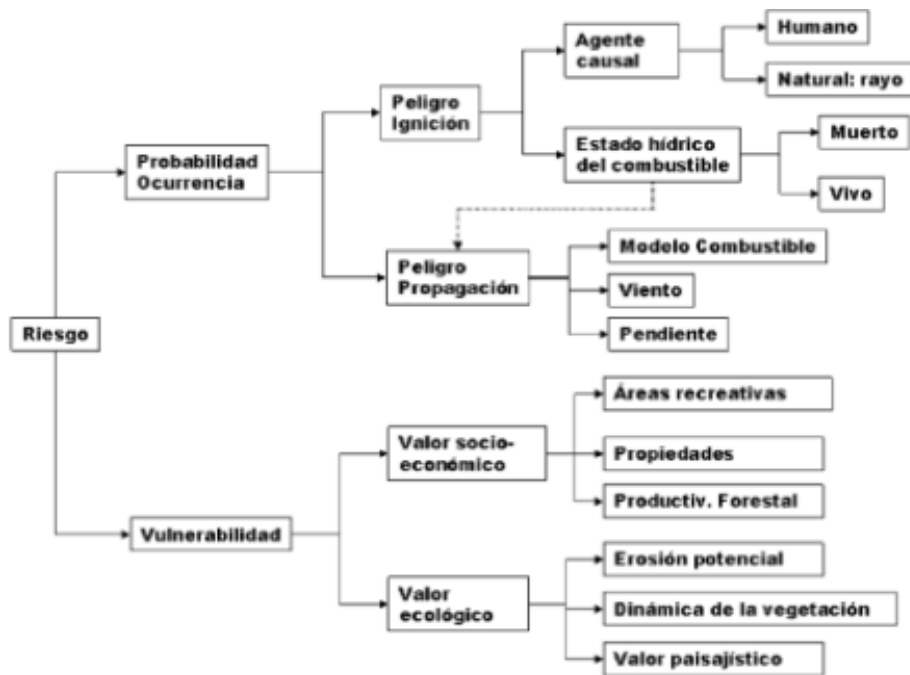 Humano
Agente
causal
Natural: rayo
Peligro
Ignición
Muerto
Estado hídrico
del combustible
Probabilidad
Ocurrencia
Vivo
Modelo Combustible
Peligro
Propagación
Viento
Pendiente
Riesgo
Áreas recreativas
Valor socio-
económico
Propiedades
Productiv. Forestal
Vulnerabilidad
Erosión potencial
Valor
ecológico
Dinámica de la vegetación
Valor paisajístico